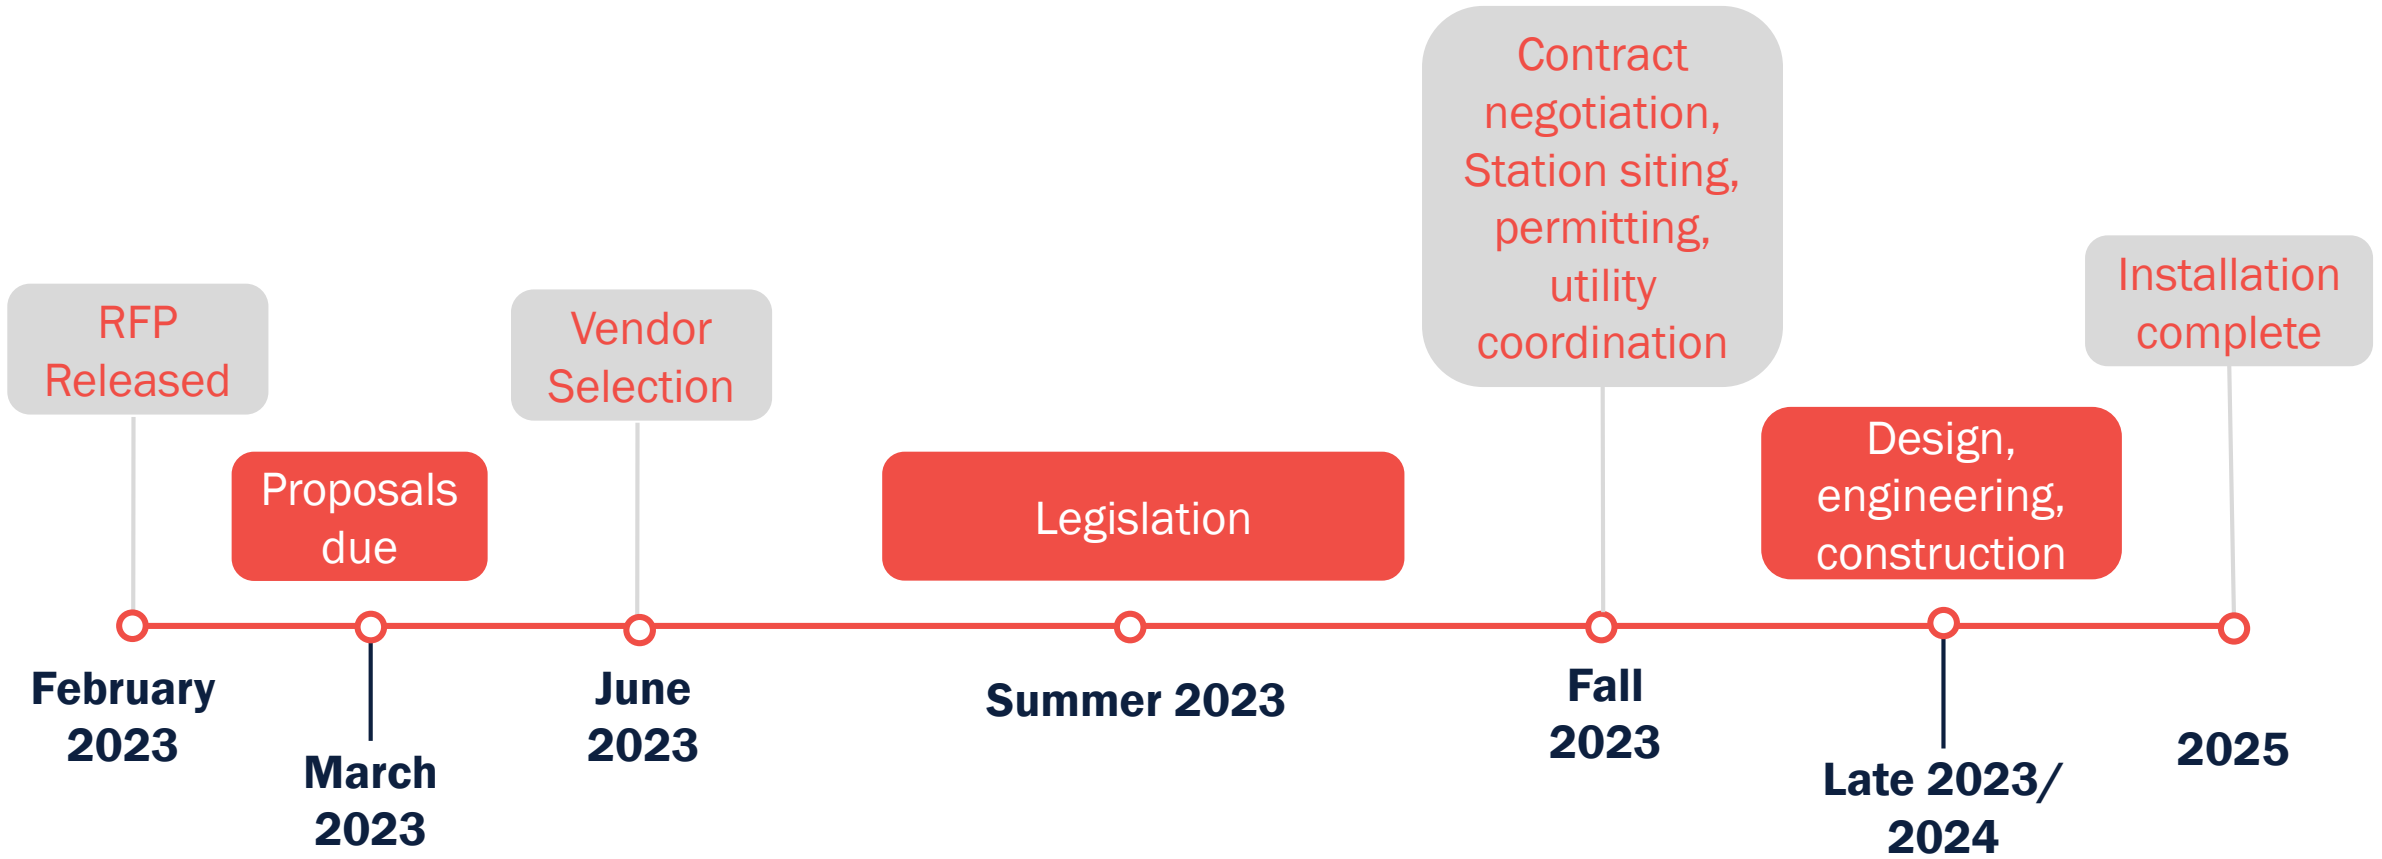 RFP
Released
February
2023
Proposals
due
March
2023
Vendor
Selection
June
2023
Legislation
Summer 2023
Contract
negotiation,
Station siting,
permitting,
utility
coordination
Fall
2023
Design,
engineering,
construction
Late 2023/
2024
Installation
complete
2025